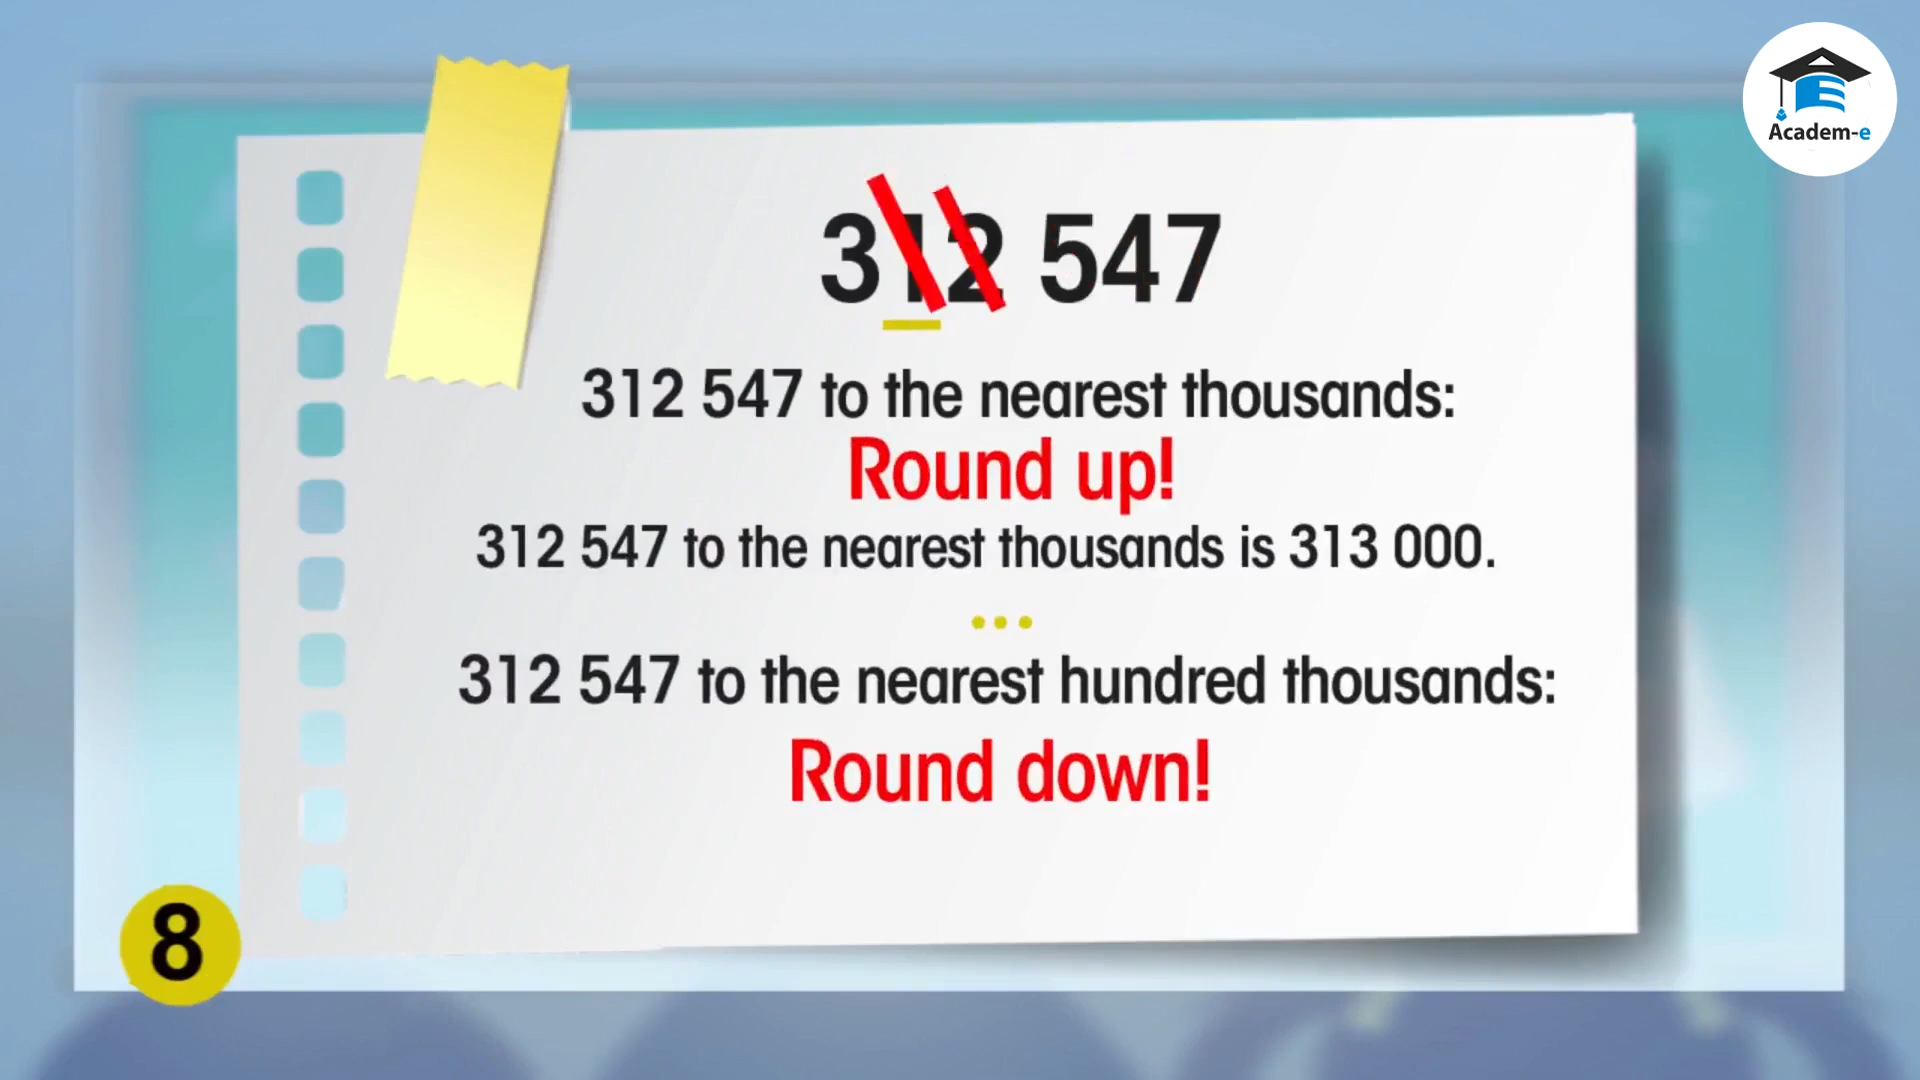 Academ-e
312 547
312 547 to the nearest thousands:
Round up!
312 547 to the nearest thousands is 313 000.
...
312 547 to the nearest hundred thousands:
Round down!
8